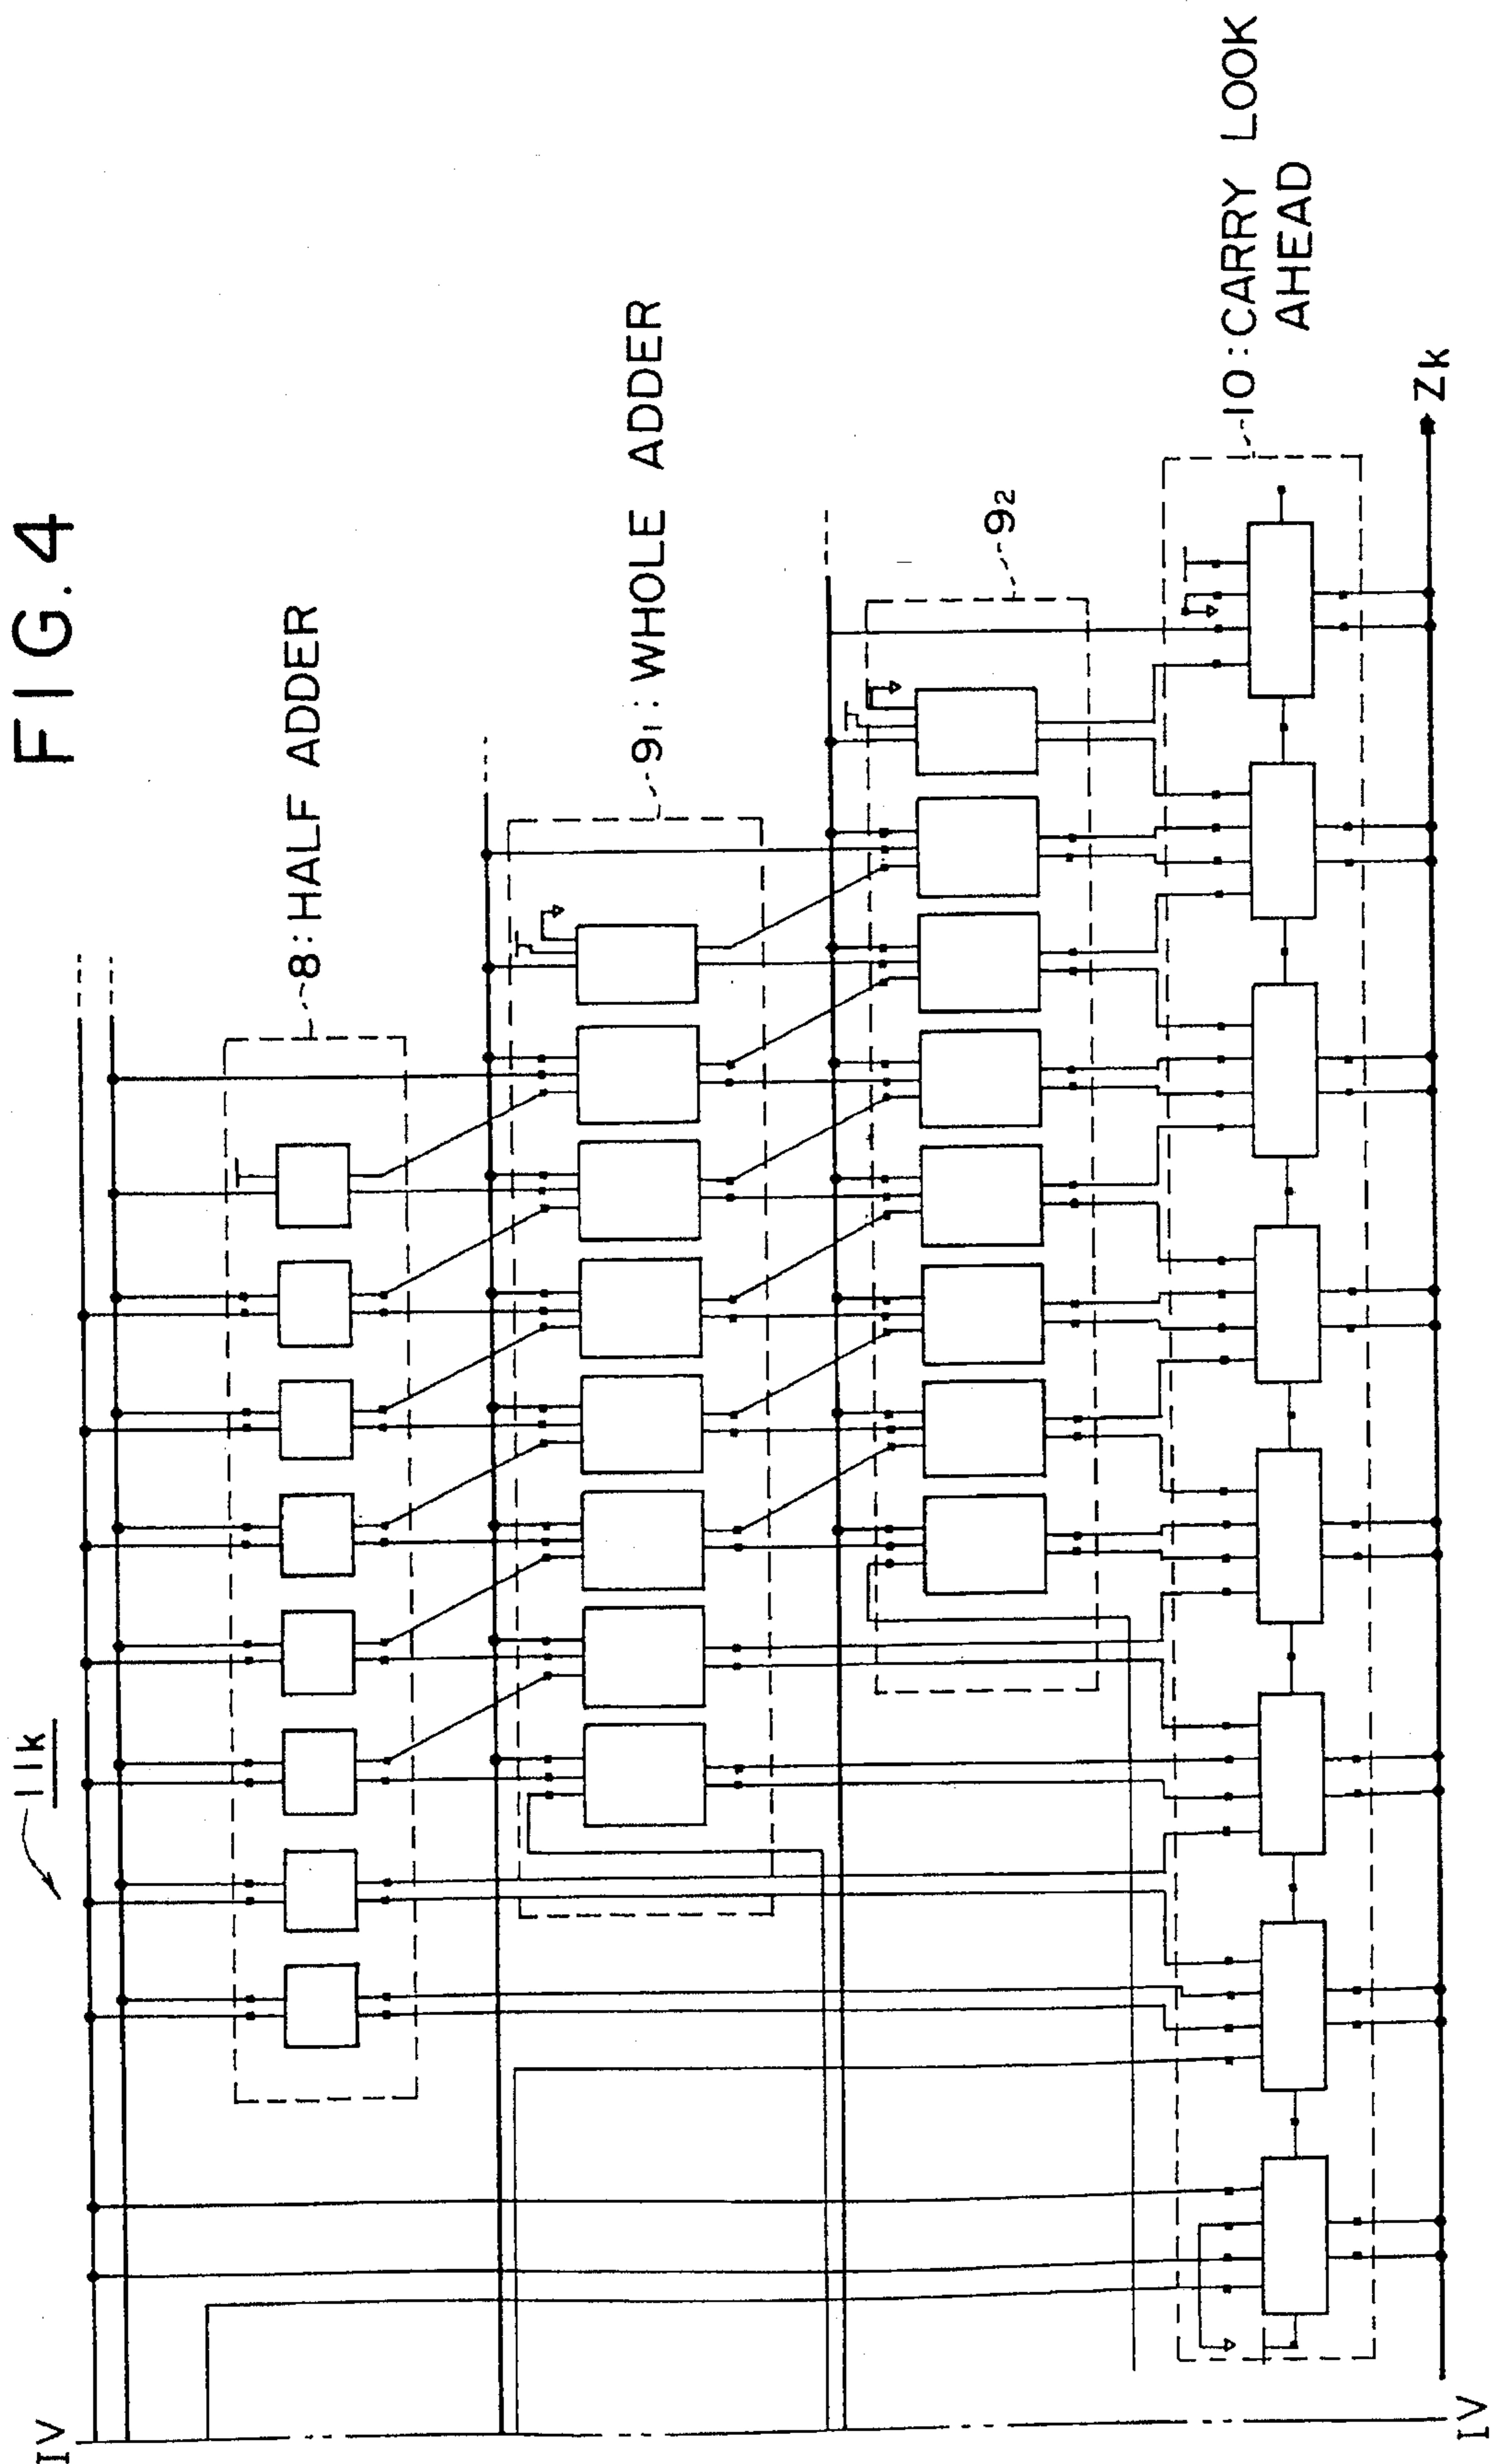 FIG. 4
11k
8: HALF ADDER
91: WHOLE ADDER
92
10: CARRY LOOK
AHEAD
Zk
IV
IV